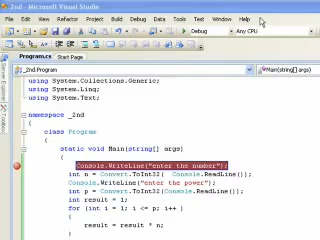 2nd - Microsoft Visual Studio
File Edit View Refactor Project Build Debug Data Tools Test Window Help
Debug Any CPU
Program.cs Start Page
_2nd.Program Main(string[] args)
Server Explorer
using System.Collections.Generic;
using System.Linq;
using System.Text;
namespace _2nd
{
class Program
{
static void Main(string[] args)
{
Console.WriteLine("enter the number");
int n = Convert.ToInt32( Console.ReadLine());
Console.WriteLine("enter the power");
int p = Convert.ToInt32(Console.ReadLine());
int result = 1;
for (int i = 1; i <= p; i++ )
{
result = result * n;
}